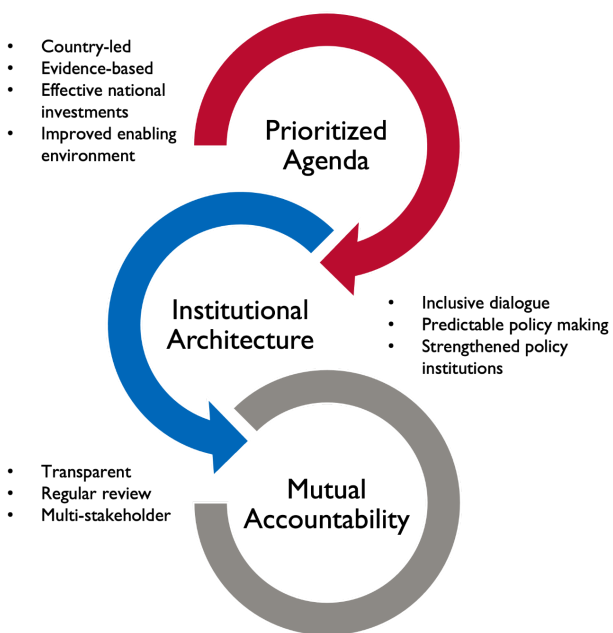 • Country-led
• Evidence-based
• Effective national
investments
• Improved enabling
environment
Prioritized
Agenda
Institutional
Architecture
• Inclusive dialogue
• Predictable policy making
• Strengthened policy
institutions
• Transparent
• Regular review
• Multi-stakeholder
Mutual
Accountability